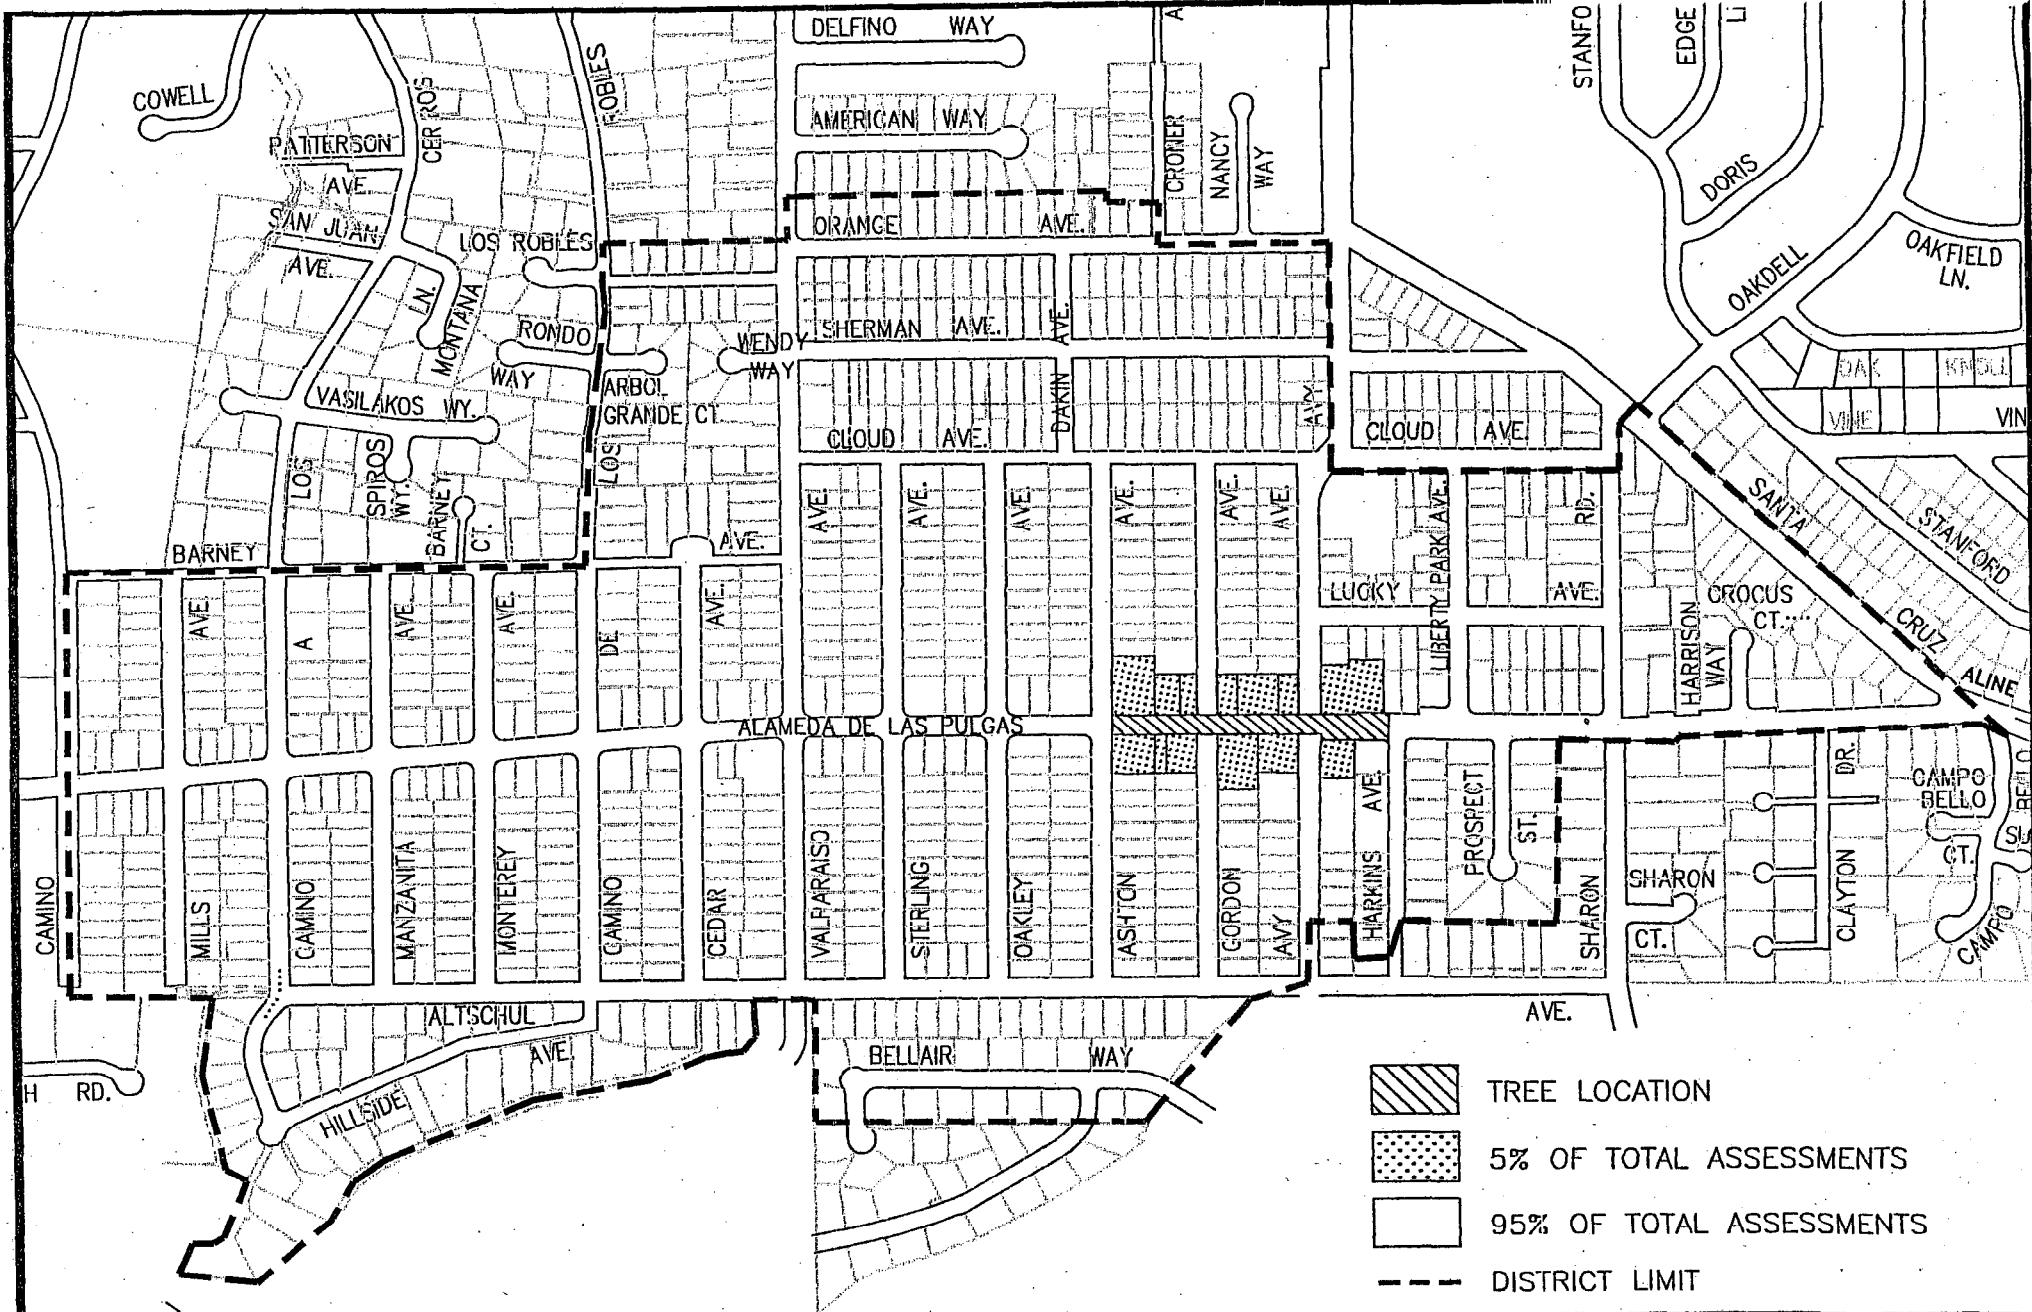 DELFINO WAY
STANFO
EDGE
COWELL
CERROS
ROBLES
AMERICAN WAY
PATTERSON
AVE
CRONER
NANCY
WAY
DORIS
SAN JUAN
AVE.
LOS ROBLES
ORANGE AVE.
OAKDELL
OAKFIELD
LN.
LN.
MONTANA
RONDO
WAY
WENDY
WAY
SHERMAN AVE.
AVE.
DAKIN
ARBOL
GRANDE CT.
OAK KNOLL
VINE VIN
VASILAKOS WY.
CLOUD AVE.
AVY
CLOUD AVE.
LOS
SPIROS
WY.
BARNEY
CT.
LOS
AVE.
AVE.
AVE.
AVE.
AVE.
AVE.
LIBERTY PARK AVE.
RD.
SANTA
STANFORD
BARNEY
AVE.
LUCKY AVE.
CROCUS
CT.
CRUZ
ALINE
HARRISON
WAY
AVE.
A
AVE.
AVE.
DE
AVE.
ALAMEDA DE LAS PULGAS
AVE.
PROSPECT
ST.
DR.
CAMPO
BELLO
CT.
BELLO
CAMINO
MILLS
CAMINO
MANZANITA
MONTEREY
CAMINO
CEDAR
VALPARAISO
STERLING
OAKLEY
ASHTON
GORDON
AVY
HARKINS
SHARON
SHARON
CT.
CLAYTON
CAMPO
ALTSCHUL
AVE.
AVE.
HILLSIDE
BELLAIR WAY
H RD.
TREE LOCATION
5% OF TOTAL ASSESSMENTS
95% OF TOTAL ASSESSMENTS
DISTRICT LIMIT